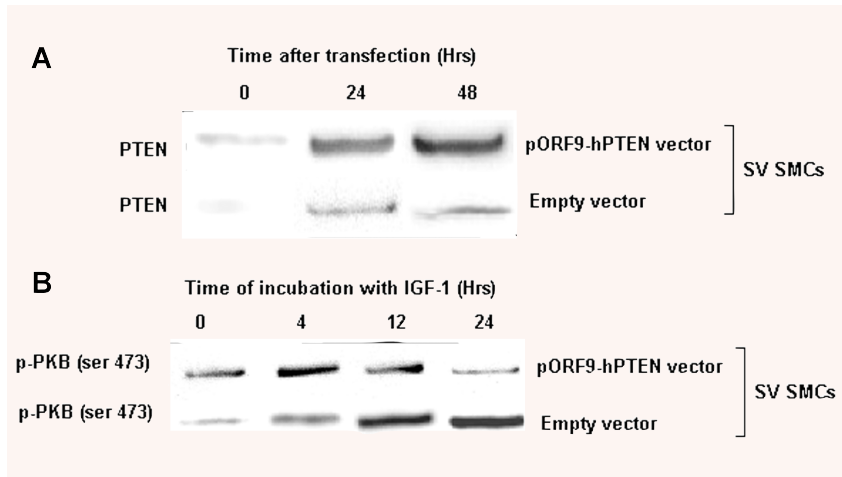 A
Time after transfection (Hrs)
0 24 48
PTEN pORF9-hPTEN vector
SV SMCs
PTEN Empty vector
B
Time of incubation with IGF-1 (Hrs)
0 4 12 24
p-PKB (ser 473) pORF9-hPTEN vector
SV SMCs
p-PKB (ser 473) Empty vector